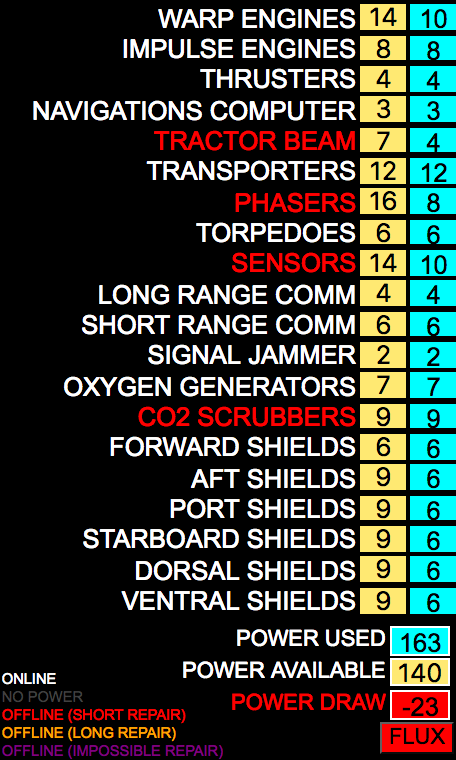 WARP ENGINES 14 10
IMPULSE ENGINES 8 8
THRUSTERS 4 4
NAVIGATIONS COMPUTER 3 3
TRACTOR BEAM 7 4
TRANSPORTERS 12 12
PHASERS 16 8
TORPEDOES 6 6
SENSORS 14 10
LONG RANGE COMM 4 4
SHORT RANGE COMM 6 6
SIGNAL JAMMER 2 2
OXYGEN GENERATORS 7 7
CO2 SCRUBBERS 9 9
FORWARD SHIELDS 6 6
AFT SHIELDS 9 6
PORT SHIELDS 9 6
STARBOARD SHIELDS 9 6
DORSAL SHIELDS 9 6
VENTRAL SHIELDS 9 6
POWER USED 163
POWER AVAILABLE 140
POWER DRAW -23
FLUX
ONLINE
NO POWER
OFFLINE (SHORT REPAIR)
OFFLINE (LONG REPAIR)
OFFLINE (IMPOSSIBLE REPAIR)